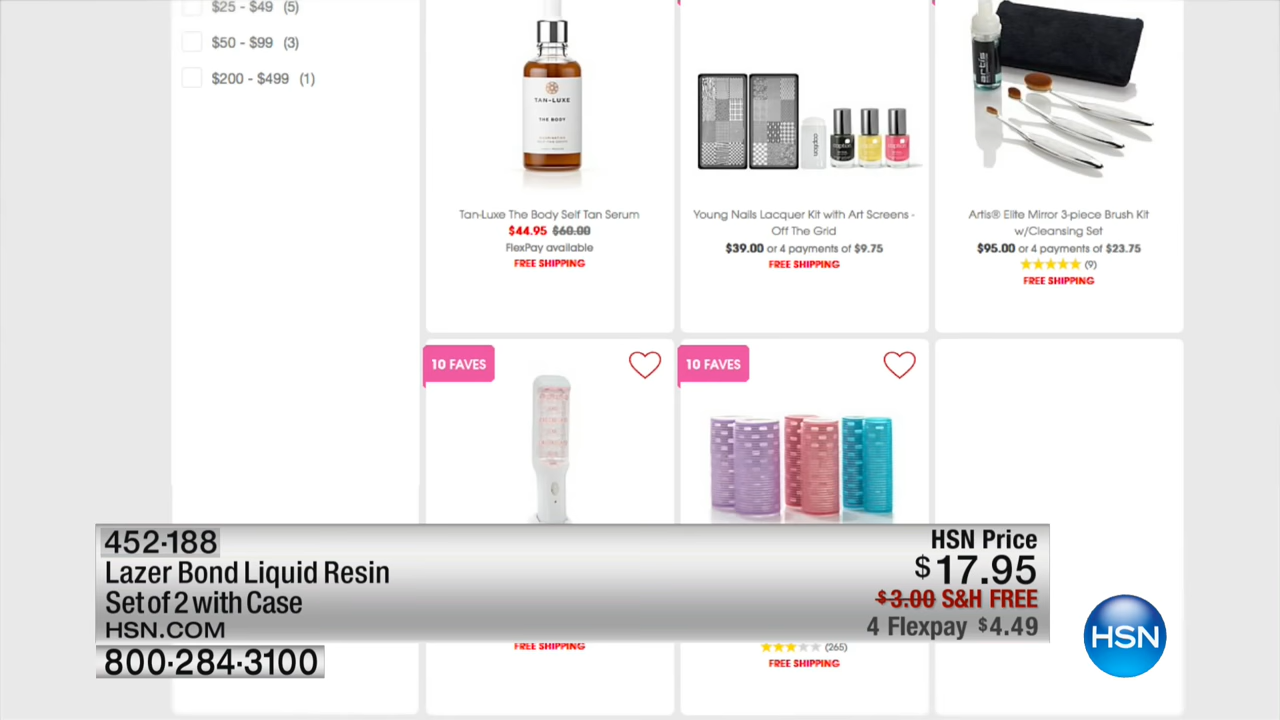 $25 - $49 (5)
$50 - $99 (3)
$200 - $499 (1)
TAN-LUXE
THE BODY
artis
Tan-Luxe The Body Self Tan Serum
$44.95 $60.00
FlexPay available
FREE SHIPPING
Young Nails Lacquer Kit with Art Screens -
Off The Grid
$39.00 or 4 payments of $9.75
FREE SHIPPING
Artis® Elite Mirror 3-piece Brush Kit
w/Cleansing Set
$95.00 or 4 payments of $23.75
(9)
FREE SHIPPING
10 FAVES
10 FAVES
452-188
Lazer Bond Liquid Resin
Set of 2 with Case
HSN.COM
800-284-3100
HSN Price
$17.95
$3.00 S&H FREE
4 Flexpay $4.49
HSN
FREE SHIPPING
(265)
FREE SHIPPING